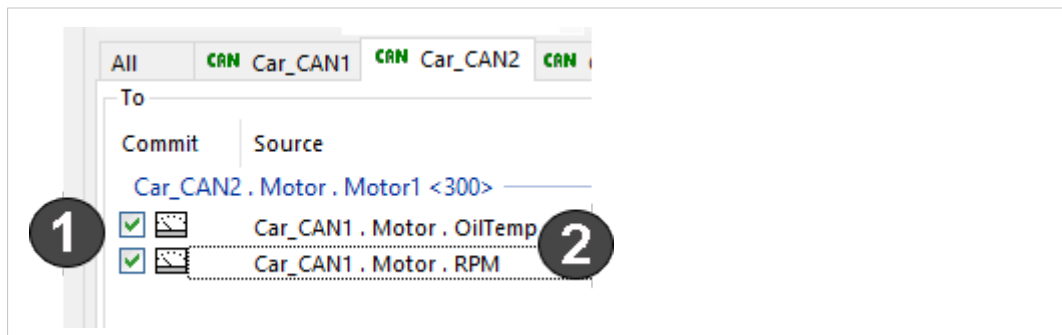 All CAN Car_CAN1 CAN Car_CAN2 CAN
To
Commit Source
Car_CAN2 . Motor . Motor1 <300>
1 Car_CAN1 . Motor . OilTemp 2
Car_CAN1 . Motor . RPM